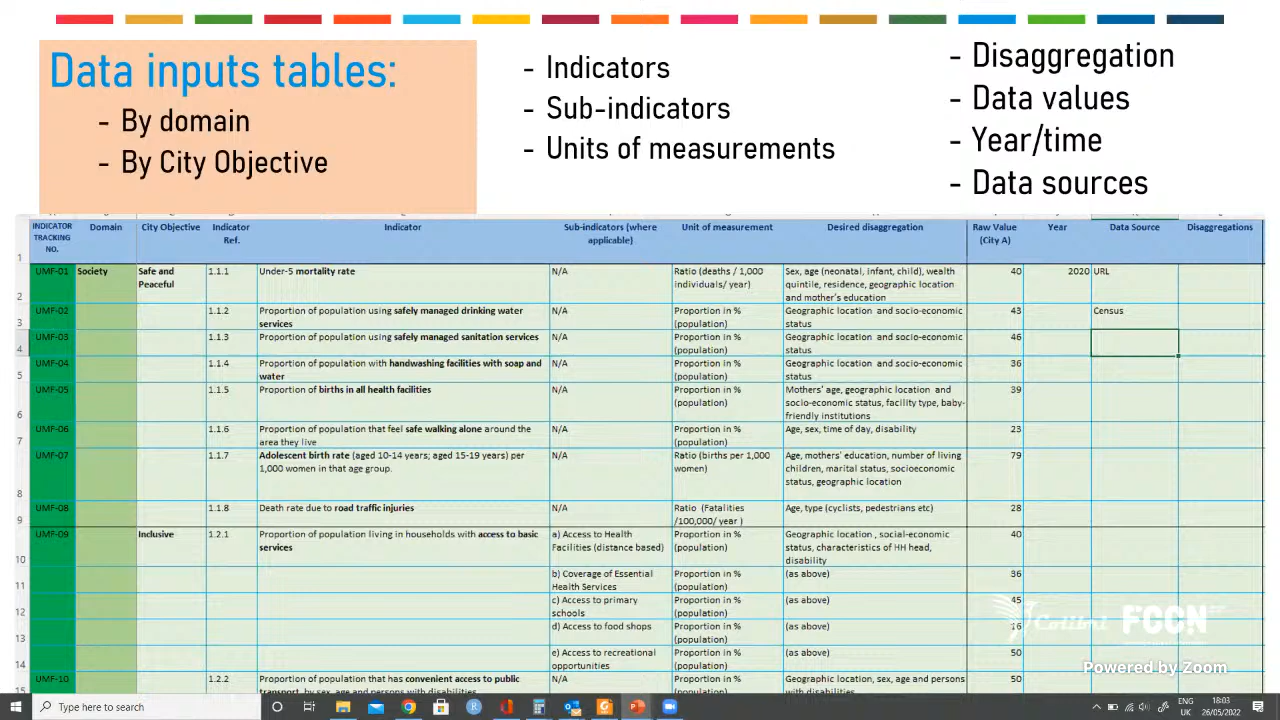 Data inputs tables:
- By domain
- By City Objective
- Indicators
- Sub-indicators
- Units of measurements
- Disaggregation
- Data values
- Year/time
- Data sources
INDICATOR TRACKING NO. Domain City Objective Indicator Ref. Indicator Sub-indicators (where applicable) Unit of measurement Desired disaggregation Raw Value (City A) Year Data Source Disaggregations
1
UMF-01 Society Safe and Peaceful 1.1.1 Under-5 mortality rate N/A Ratio (deaths / 1,000 individuals/ year) Sex, age (neonatal, infant, child), wealth quintile, residence, geographic location and mother's education 40 2020 URL
2
UMF-02 1.1.2 Proportion of population using safely managed drinking water services N/A Proportion in % (population) Geographic location and socio-economic status 43 Census
3
UMF-03 1.1.3 Proportion of population using safely managed sanitation services N/A Proportion in % (population) Geographic location and socio-economic status 46
4
UMF-04 1.1.4 Proportion of population with handwashing facilities with soap and water N/A Proportion in % (population) Geographic location and socio-economic status 36
5
UMF-05 1.1.5 Proportion of births in all health facilities N/A Proportion in % (population) Mothers' age, geographic location and socio-economic status, facility type, baby-friendly institutions 39
6
UMF-06 1.1.6 Proportion of population that feel safe walking alone around the area they live N/A Proportion in % (population) Age, sex, time of day, disability 23
7
UMF-07 1.1.7 Adolescent birth rate (aged 10-14 years; aged 15-19 years) per 1,000 women in that age group. N/A Ratio (births per 1,000 women) Age, mothers' education, number of living children, marital status, socioeconomic status, geographic location 79
8
UMF-08 1.1.8 Death rate due to road traffic injuries N/A Ratio (Fatalities /100,000/ year ) Age, type (cyclists, pedestrians etc) 28
9
UMF-09 Inclusive 1.2.1 Proportion of population living in households with access to basic services a) Access to Health Facilities (distance based) Proportion in % (population) Geographic location , social-economic status, characteristics of HH head, disability 40
10
b) Coverage of Essential Health Services Proportion in % (population) (as above) 36
11
c) Access to primary schools Proportion in % (population) (as above) 45
12
d) Access to food shops Proportion in % (population) (as above) 16
13
e) Access to recreational opportunities Proportion in % (population) (as above) 50
14
UMF-10 1.2.2 Proportion of population that has convenient access to public transport, by sex, age and persons with disabilities N/A Proportion in % (population) Geographic location, sex, age and persons with disabilities 50
15
Colibri FCCN
Powered by Zoom
Type here to search
ENG
UK
18:03
26/05/2022